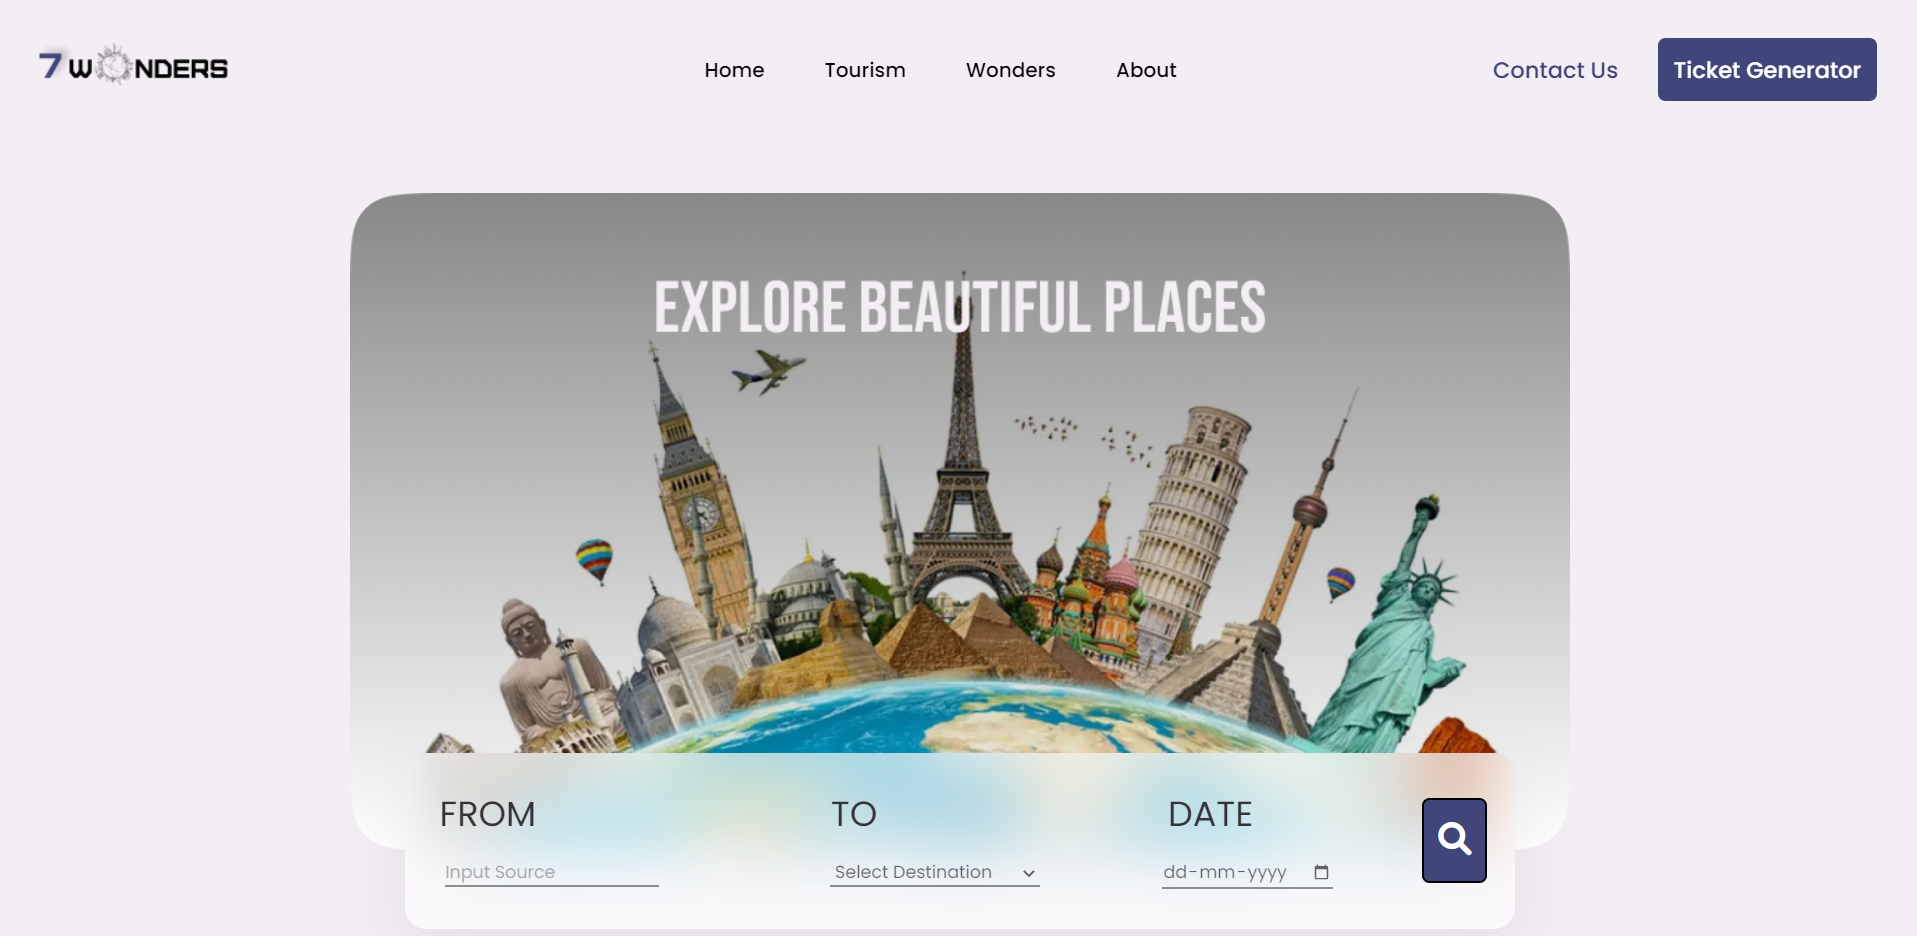 7 WONDERS
Home
Tourism
Wonders
About
Contact Us
Ticket Generator
EXPLORE BEAUTIFUL PLACES
FROM
TO
DATE
Input Source
Select Destination
dd-mm-yyyy